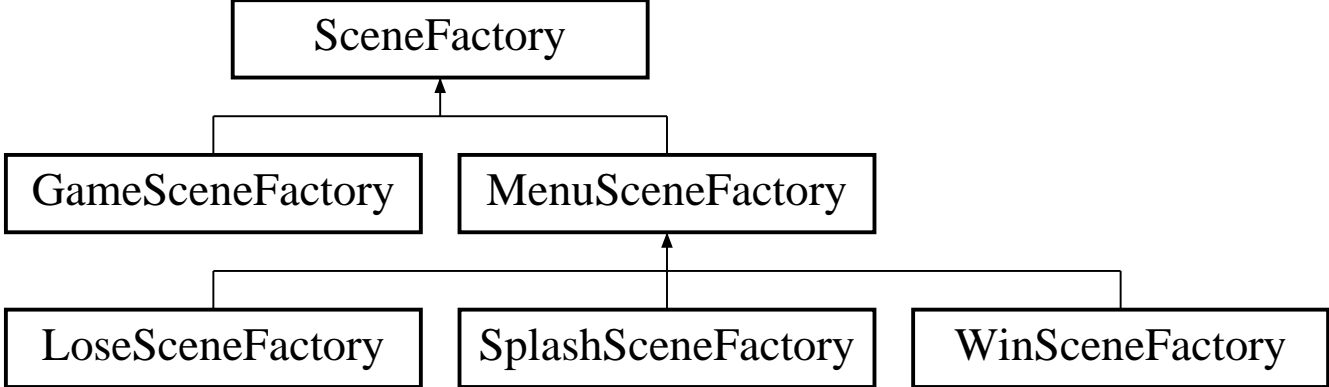 SceneFactory
GameSceneFactory
MenuSceneFactory
LoseSceneFactory
SplashSceneFactory
WinSceneFactory